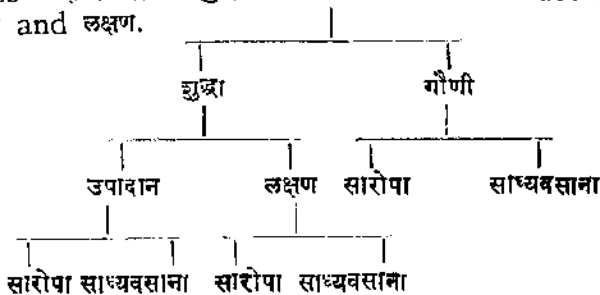 and लक्षण.
शुद्धा गौणी
उपादान लक्षण सारोपा साध्यवसाना
सारोपा साध्यवसाना सारोपा साध्यवसाना